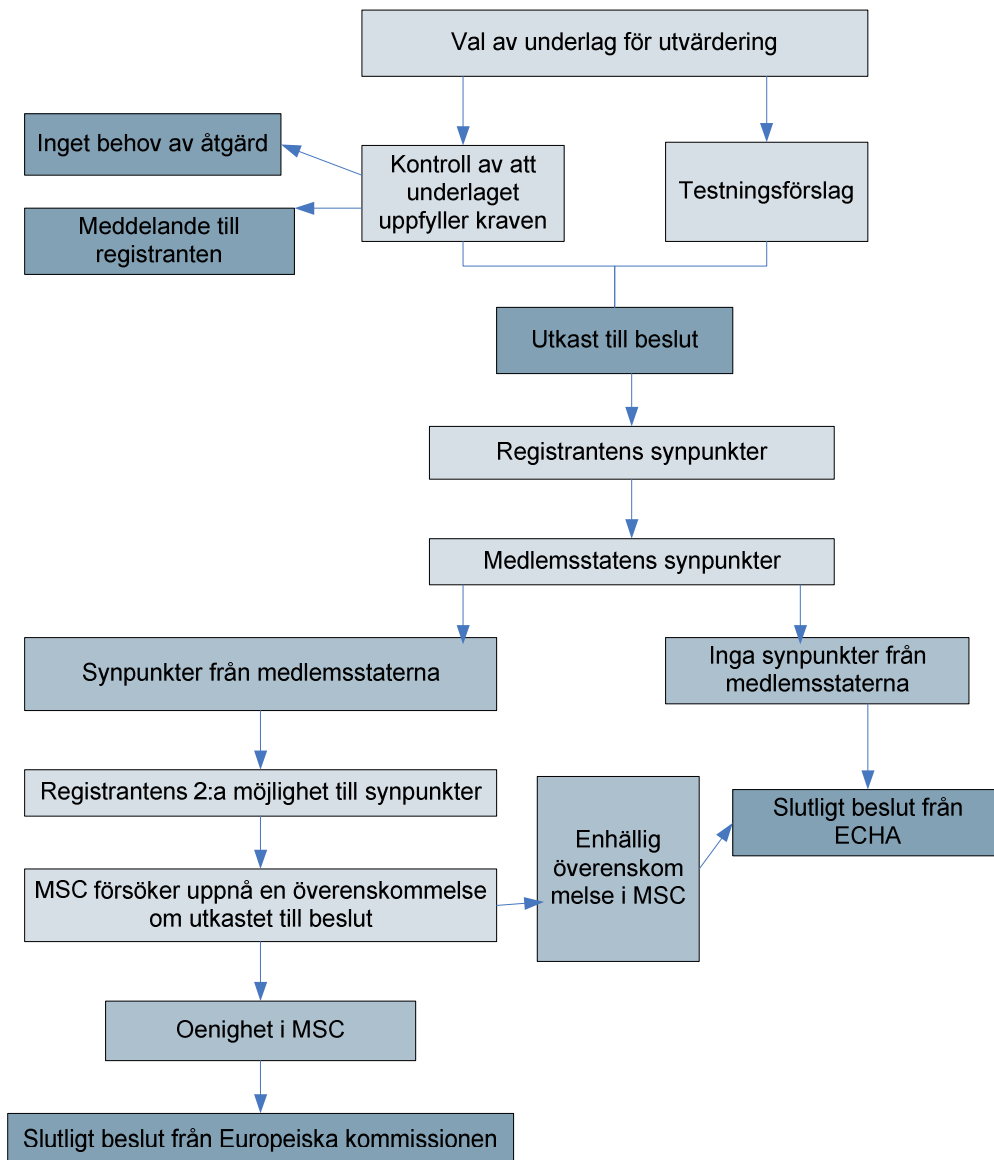 Val av underlag för utvärdering
Inget behov av åtgärd
Kontroll av att
underlaget
uppfyller kraven
Testningsförslag
Meddelande till
registranten
Utkast till beslut
Registrantens synpunkter
Medlemsstatens synpunkter
Synpunkter från medlemsstaterna
Inga synpunkter från
medlemsstaterna
Registrantens 2:a möjlighet till synpunkter
Enhällig
överenskom
melse i MSC
Slutligt beslut från
ECHA
MSC försöker uppnå en överenskommelse
om utkastet till beslut
Oenighet i MSC
Slutligt beslut från Europeiska kommissionen